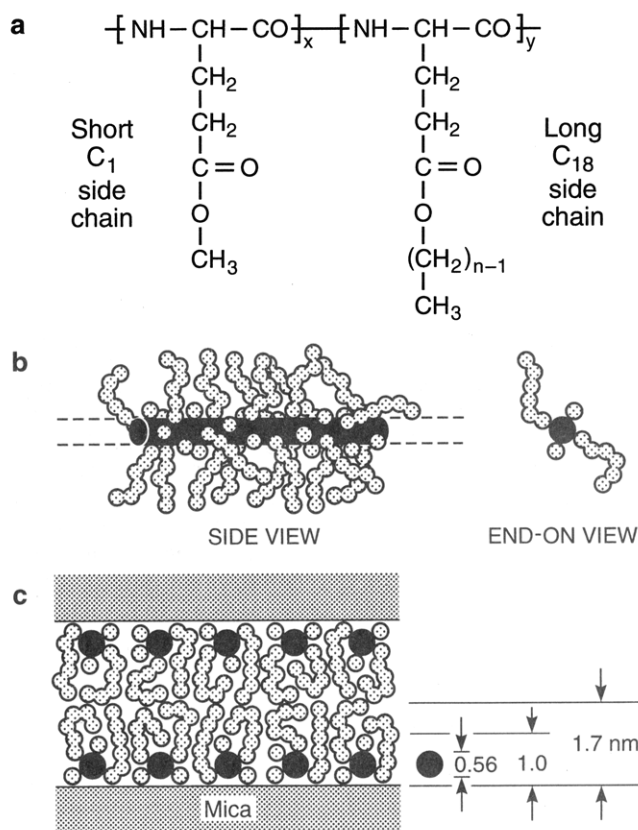 a
[NH–CH–CO]x [NH–CH–CO]y
CH2 CH2
CH2 CH2
Short C1 side chain
C=O C=O
Long C18 side chain
O O
CH3 (CH2)n−1
CH3
b
SIDE VIEW END-ON VIEW
c
1.7 nm
0.56 1.0
Mica